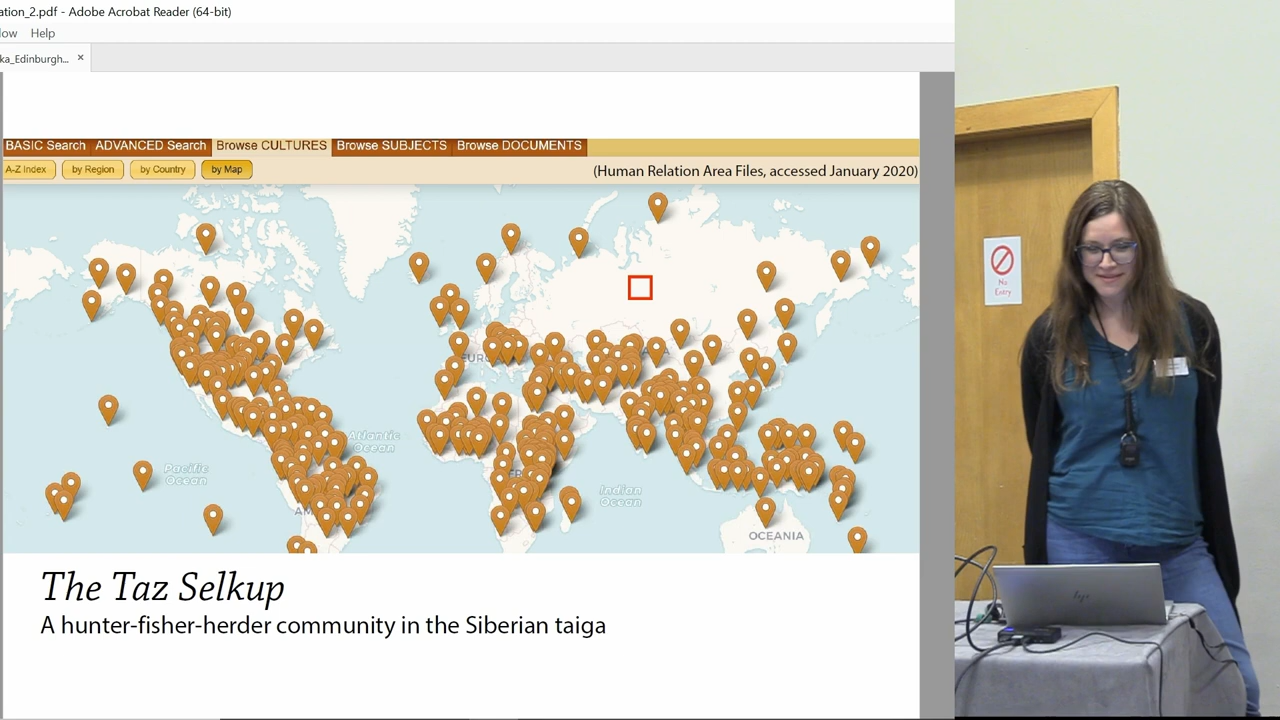 ation_2.pdf - Adobe Acrobat Reader (64-bit)
low Help
ka_Edinburgh... ×
BASIC Search ADVANCED Search Browse CULTURES Browse SUBJECTS Browse DOCUMENTS
A-Z Index by Region by Country by Map
(Human Relation Area Files, accessed January 2020)
No
Entry
Atlantic
Ocean
Pacific
Ocean
Indian
Ocean
OCEANIA
The Taz Selkup
A hunter-fisher-herder community in the Siberian taiga
hp